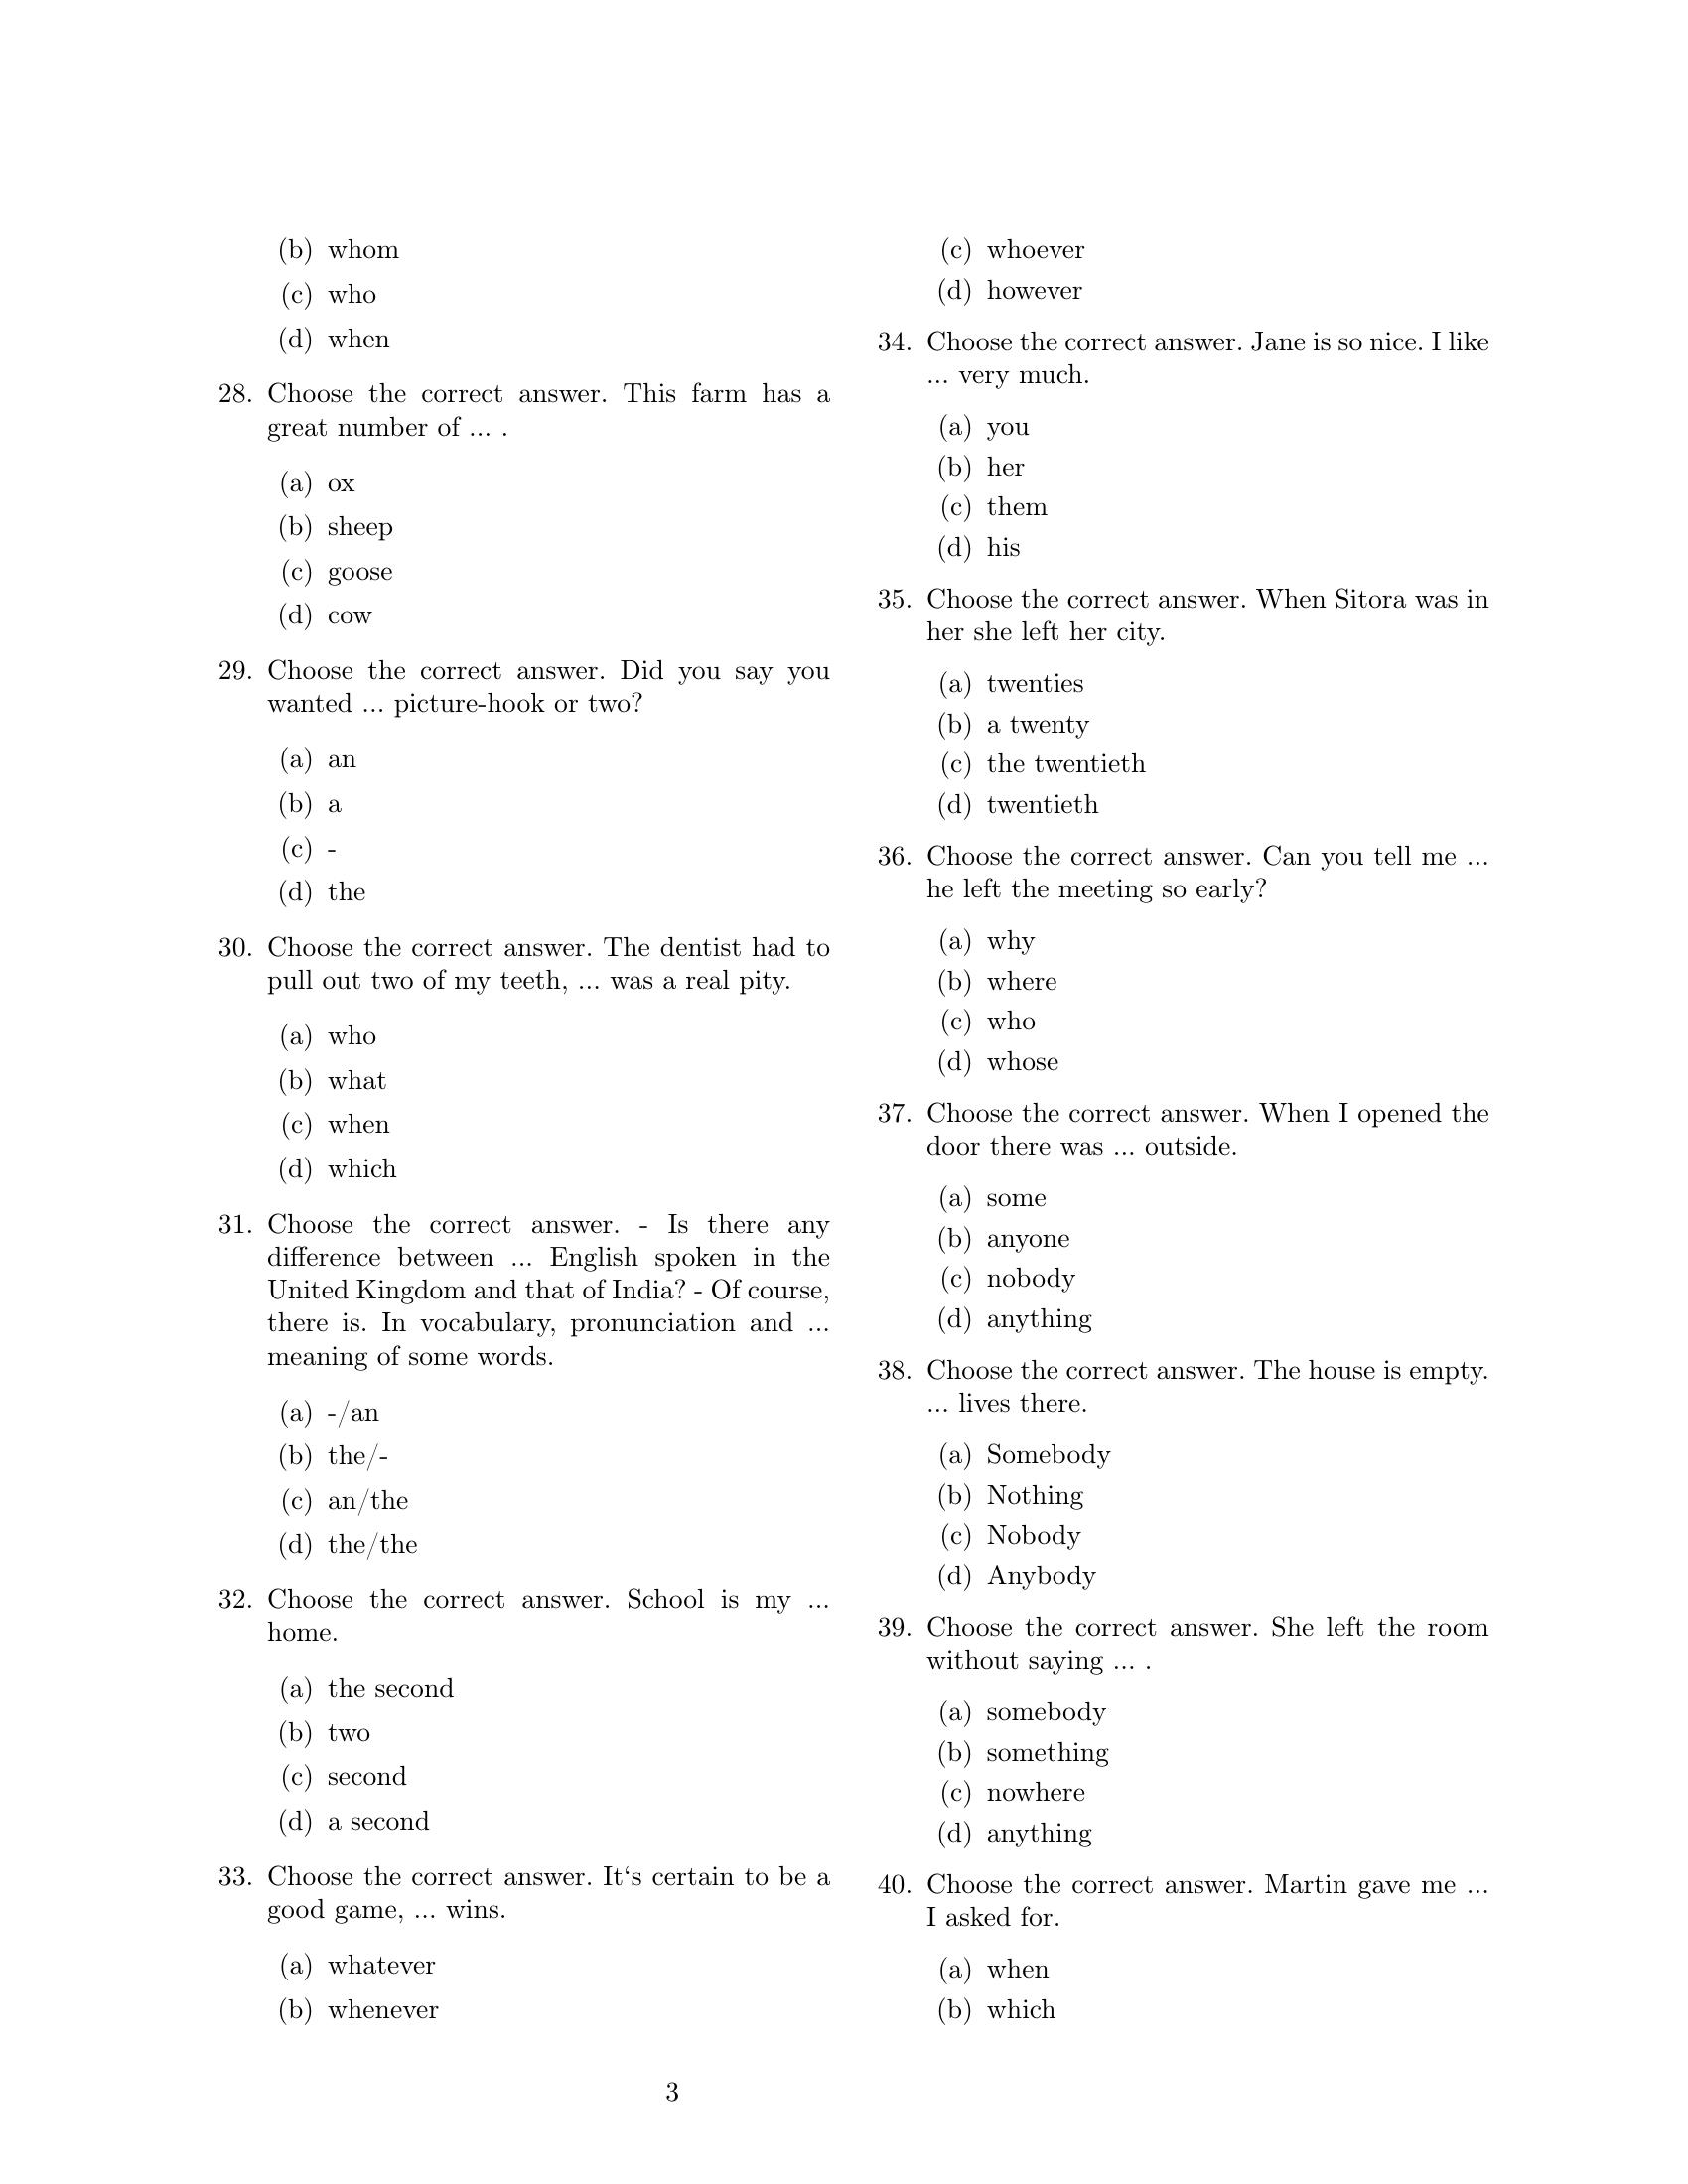 (b) whom
(c) who
(d) when
28. Choose the correct answer. This farm has a
great number of ... .
(a) ox
(b) sheep
(c) goose
(d) cow
29. Choose the correct answer. Did you say you
wanted ... picture-hook or two?
(a) an
(b) a
(c) -
(d) the
30. Choose the correct answer. The dentist had to
pull out two of my teeth, ... was a real pity.
(a) who
(b) what
(c) when
(d) which
31. Choose the correct answer. - Is there any
difference between ... English spoken in the
United Kingdom and that of India? - Of course,
there is. In vocabulary, pronunciation and ...
meaning of some words.
(a) -/an
(b) the/-
(c) an/the
(d) the/the
32. Choose the correct answer. School is my ...
home.
(a) the second
(b) two
(c) second
(d) a second
33. Choose the correct answer. It‘s certain to be a
good game, ... wins.
(a) whatever
(b) whenever
(c) whoever
(d) however
34. Choose the correct answer. Jane is so nice. I like
... very much.
(a) you
(b) her
(c) them
(d) his
35. Choose the correct answer. When Sitora was in
her she left her city.
(a) twenties
(b) a twenty
(c) the twentieth
(d) twentieth
36. Choose the correct answer. Can you tell me ...
he left the meeting so early?
(a) why
(b) where
(c) who
(d) whose
37. Choose the correct answer. When I opened the
door there was ... outside.
(a) some
(b) anyone
(c) nobody
(d) anything
38. Choose the correct answer. The house is empty.
... lives there.
(a) Somebody
(b) Nothing
(c) Nobody
(d) Anybody
39. Choose the correct answer. She left the room
without saying ... .
(a) somebody
(b) something
(c) nowhere
(d) anything
40. Choose the correct answer. Martin gave me ...
I asked for.
(a) when
(b) which
3